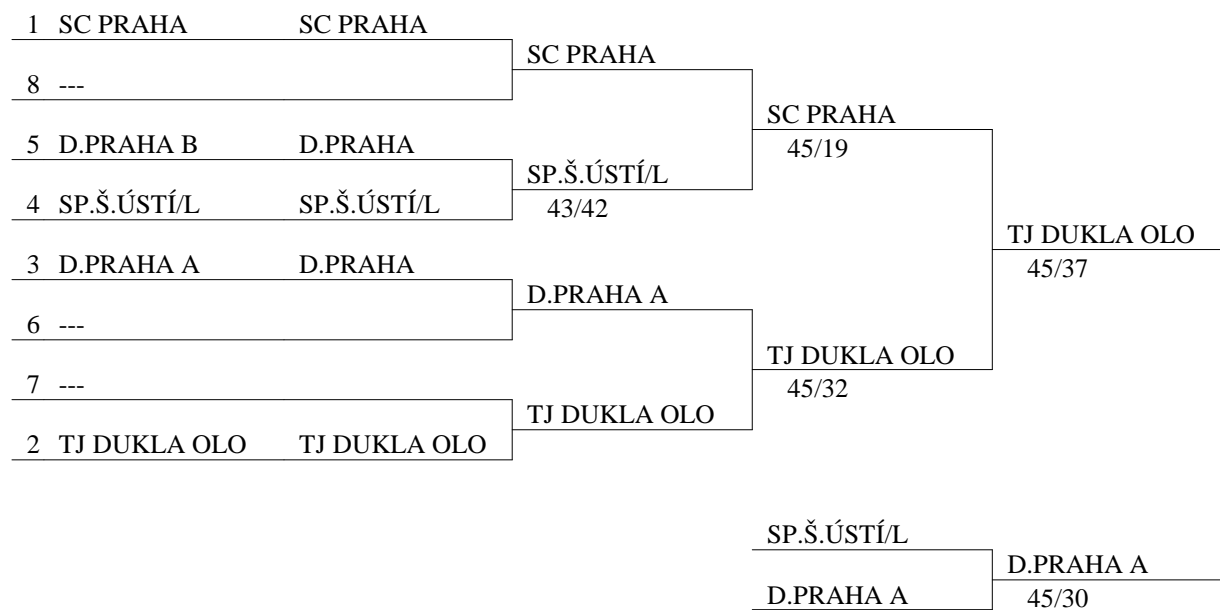 1 SC PRAHA SC PRAHA
SC PRAHA
8 ---
SC PRAHA
5 D.PRAHA B D.PRAHA
45/19
SP.Š.ÚSTÍ/L
4 SP.Š.ÚSTÍ/L SP.Š.ÚSTÍ/L
43/42
TJ DUKLA OLO
3 D.PRAHA A D.PRAHA
45/37
D.PRAHA A
6 ---
TJ DUKLA OLO
7 ---
45/32
TJ DUKLA OLO
2 TJ DUKLA OLO TJ DUKLA OLO
SP.Š.ÚSTÍ/L
D.PRAHA A
D.PRAHA A
45/30